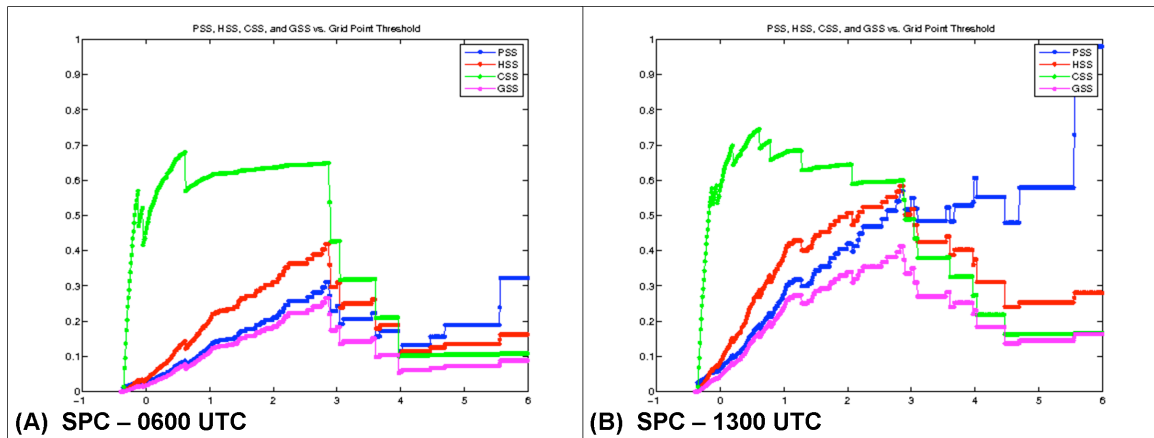 PSS, HSS, CSS, and GSS vs. Grid Point Threshold
1
0.9
0.8
0.7
0.6
0.5
0.4
0.3
0.2
0.1
0
-1 0 1 2 3 4 5 6
PSS
HSS
CSS
GSS
(A) SPC – 0600 UTC
PSS, HSS, CSS, and GSS vs. Grid Point Threshold
1
0.9
0.8
0.7
0.6
0.5
0.4
0.3
0.2
0.1
0
-1 0 1 2 3 4 5 6
PSS
HSS
CSS
GSS
(B) SPC – 1300 UTC